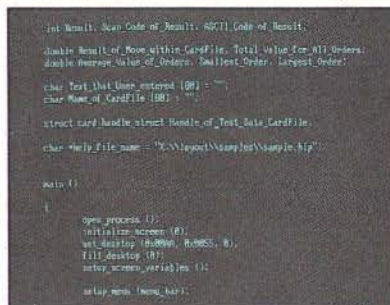 int Result, Scan_Code_of_Result, ASCII_Code_of_Result;
double Result_of_Move_within_CardFile, Total_Value_for_All_Orders;
double Average_Value_of_Orders, Smallest_Order, Largest_Order;
char Text_that_User_entered [80] = "";
char Name_of_CardFile [80] = "";
struct card_handle_struct Handle_of_Test_Data_CardFile;
char *help_file_name = "X:\\layout\\samples\\sample.hlp";
main ()
{
open_process ();
initialize_screen (0);
set_desktop (0x00AA, 0x0055, 0);
fill_desktop (0);
setup_screen_variables ();
setup_menu (menu_bar);